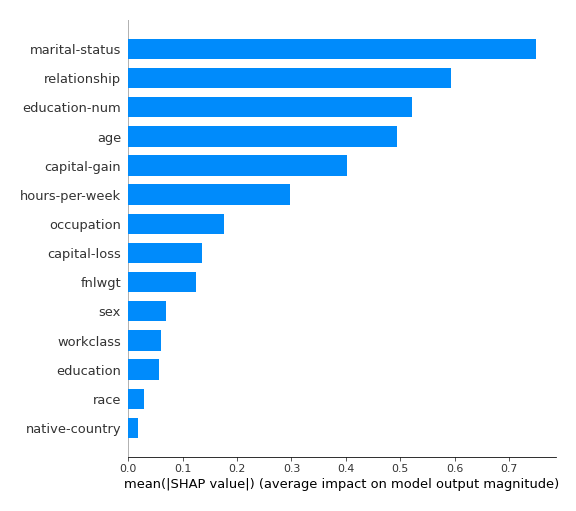 marital-status
relationship
education-num
age
capital-gain
hours-per-week
occupation
capital-loss
fnlwgt
sex
workclass
education
race
native-country
0.0 0.1 0.2 0.3 0.4 0.5 0.6 0.7
mean(|SHAP value|) (average impact on model output magnitude)